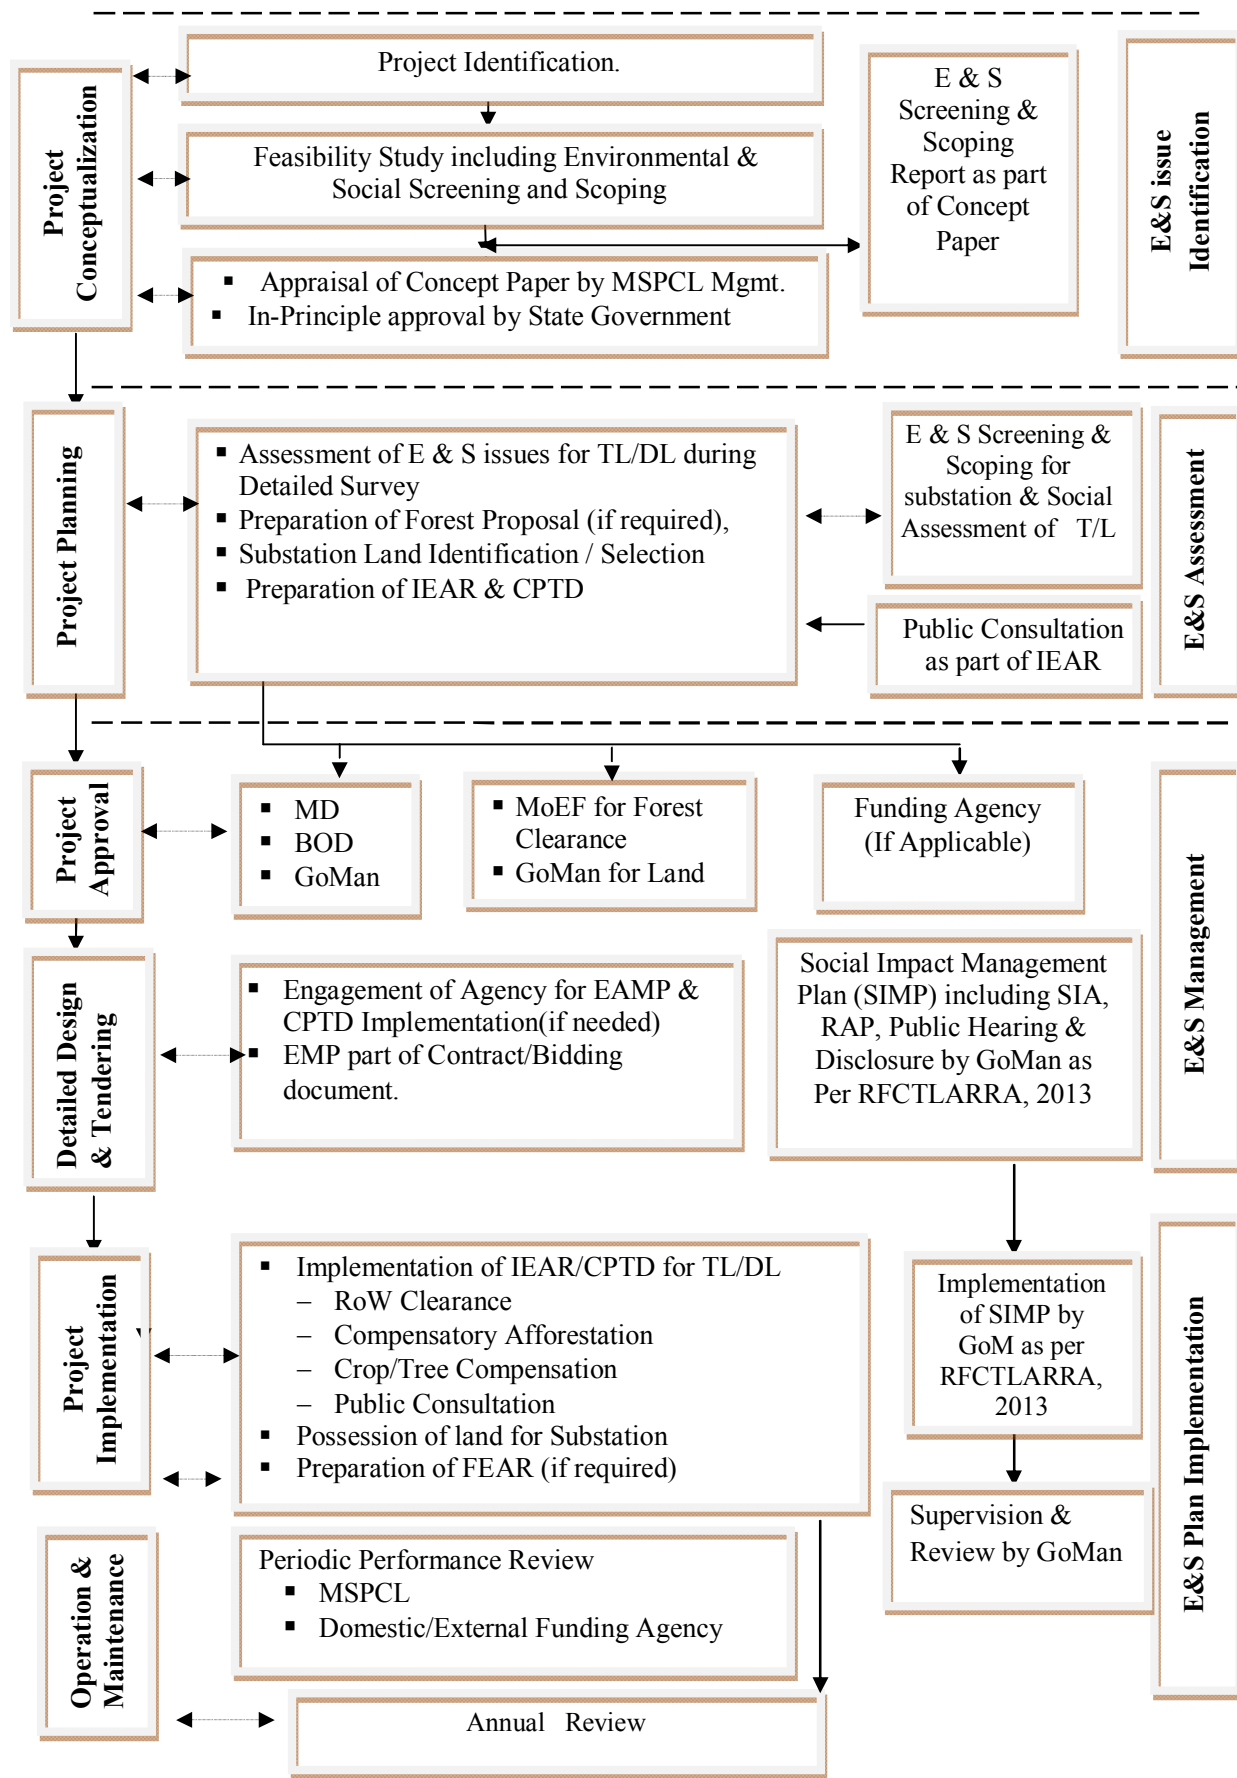 Project
Conceptualization
Project Identification.
Feasibility Study including Environmental &
Social Screening and Scoping
▪ Appraisal of Concept Paper by MSPCL Mgmt.
▪ In-Principle approval by State Government
E & S
Screening &
Scoping
Report as part
of Concept
Paper
E&S issue
Identification
Project Planning
▪ Assessment of E & S issues for TL/DL during
Detailed Survey
▪ Preparation of Forest Proposal (if required),
▪ Substation Land Identification / Selection
▪ Preparation of IEAR & CPTD
E & S Screening &
Scoping for
substation & Social
Assessment of T/L
Public Consultation
as part of IEAR
E&S Assessment
Project
Approval
▪ MD
▪ BOD
▪ GoMan
▪ MoEF for Forest
Clearance
▪ GoMan for Land
Funding Agency
(If Applicable)
E&S Management
Detailed Design
& Tendering
▪ Engagement of Agency for EAMP &
CPTD Implementation(if needed)
▪ EMP part of Contract/Bidding
document.
Social Impact Management
Plan (SIMP) including SIA,
RAP, Public Hearing &
Disclosure by GoMan as
Per RFCTLARRA, 2013
Project
Implementation
▪ Implementation of IEAR/CPTD for TL/DL
– RoW Clearance
– Compensatory Afforestation
– Crop/Tree Compensation
– Public Consultation
▪ Possession of land for Substation
▪ Preparation of FEAR (if required)
Implementation
of SIMP by
GoM as per
RFCTLARRA,
2013
Supervision &
Review by GoMan
E&S Plan Implementation
Operation &
Maintenance
Periodic Performance Review
▪ MSPCL
▪ Domestic/External Funding Agency
Annual Review